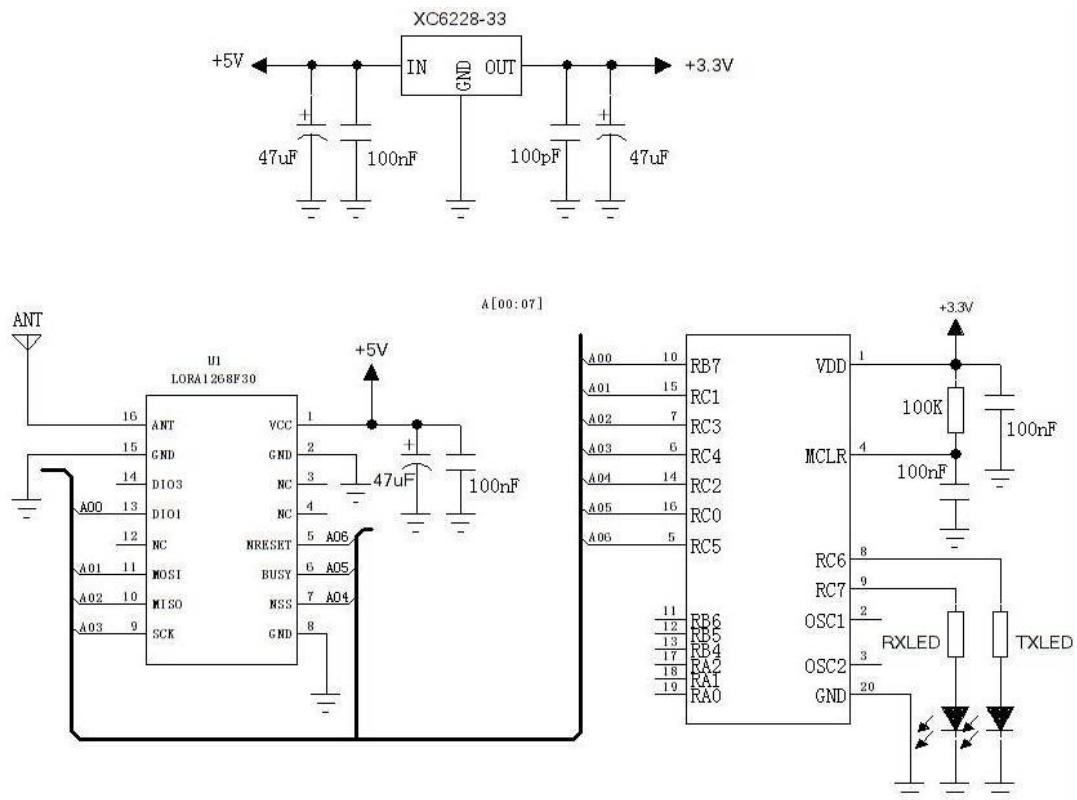 XC6228-33
+5V IN GND OUT +3.3V
47uF 100nF 100pF 47uF
A[00:07]
ANT
U1
LORA1268F30
+5V
16 ANT VCC 1
15 GND GND 2
14 DIO3 NC 3
A00 13 DIO1 NC 4
12 NC NRESET 5 A06
A01 11 MOSI BUSY 6 A05
A02 10 MISO NSS 7 A04
A03 9 SCK GND 8
47uF 100nF
+3.3V
A00 10 RB7 VDD 1
A01 15 RC1
100K 100nF
A02 7 RC3
A03 6 RC4 MCLR 4
100nF
A04 14 RC2
A05 16 RC0
A06 5 RC5
RC6 8
RC7 9
11 RB6 OSC1 2
12 RB5
13 RB4
17 RA2 OSC2 3
18 RA1
19 RA0 GND 20
RXLED TXLED